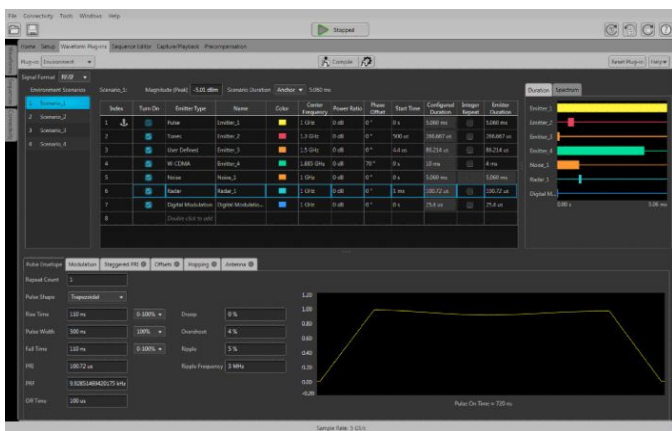 File Connectivity Tools Windows Help
Stopped
Home Setup Waveform Plug-ins Sequence Editor Capture/Playback Precompensation
Plug-in: Environment Compile Reset Plug-in Help
Signal Format RF/IF
Environment Scenarios Scenario_1: Magnitude (Peak) -5.01 dBm Scenario Duration Anchor 5.060 ms
1 Scenario_1
2 Scenario_2
3 Scenario_3
4 Scenario_4
Index Turn On Emitter Type Name Color Center Frequency Power Ratio Phase Offset Start Time Configured Duration Integer Repeat Emitter Duration
1 Pulse Emitter_1 1 GHz 0 dB 0 ° 0 s 5.060 ms 5.060 ms
2 Tones Emitter_2 1.3 GHz 0 dB 0 ° 500 us 266.667 us 266.667 us
3 User Defined Emitter_3 1.5 GHz 0 dB 0 ° 4.4 us 86.214 us 86.214 us
4 W-CDMA Emitter_4 1.885 GHz 0 dB 70 ° 0 s 10 ms 4 ms
5 Noise Noise_1 1 GHz 0 dB 0 ° 0 s 5.060 ms 5.060 ms
6 Radar Radar_1 1 GHz 0 dB 0 ° 1 ms 100.72 us 100.72 us
7 Digital Modulation Digital Modulatio... 1 GHz 0 dB 0 ° 0 s 25.6 us 25.6 us
8 Double click to add
Duration Spectrum
Emitter_1
Emitter_2
Emitter_3
Emitter_4
Noise_1
Radar_1
Digital M...
0.00 s
Pulse Envelope Modulation Staggered PRI Offsets Hopping Antenna
Repeat Count 1
Pulse Shape Trapezoidal
Rise Time 110 ns 0-100% Droop 0 %
Pulse Width 500 ns 100% Overshoot 4 %
Fall Time 110 ns 0-100% Ripple 5 %
PRI 100.72 us Ripple Frequency 3 MHz
PRF 9.92851469420175 kHz
Off Time 100 us
1.20
1.00
0.80
0.60
0.40
0.20
0.00
-0.20
Pulse On Time = 720 ns
Sample Rate: 5 GS/s